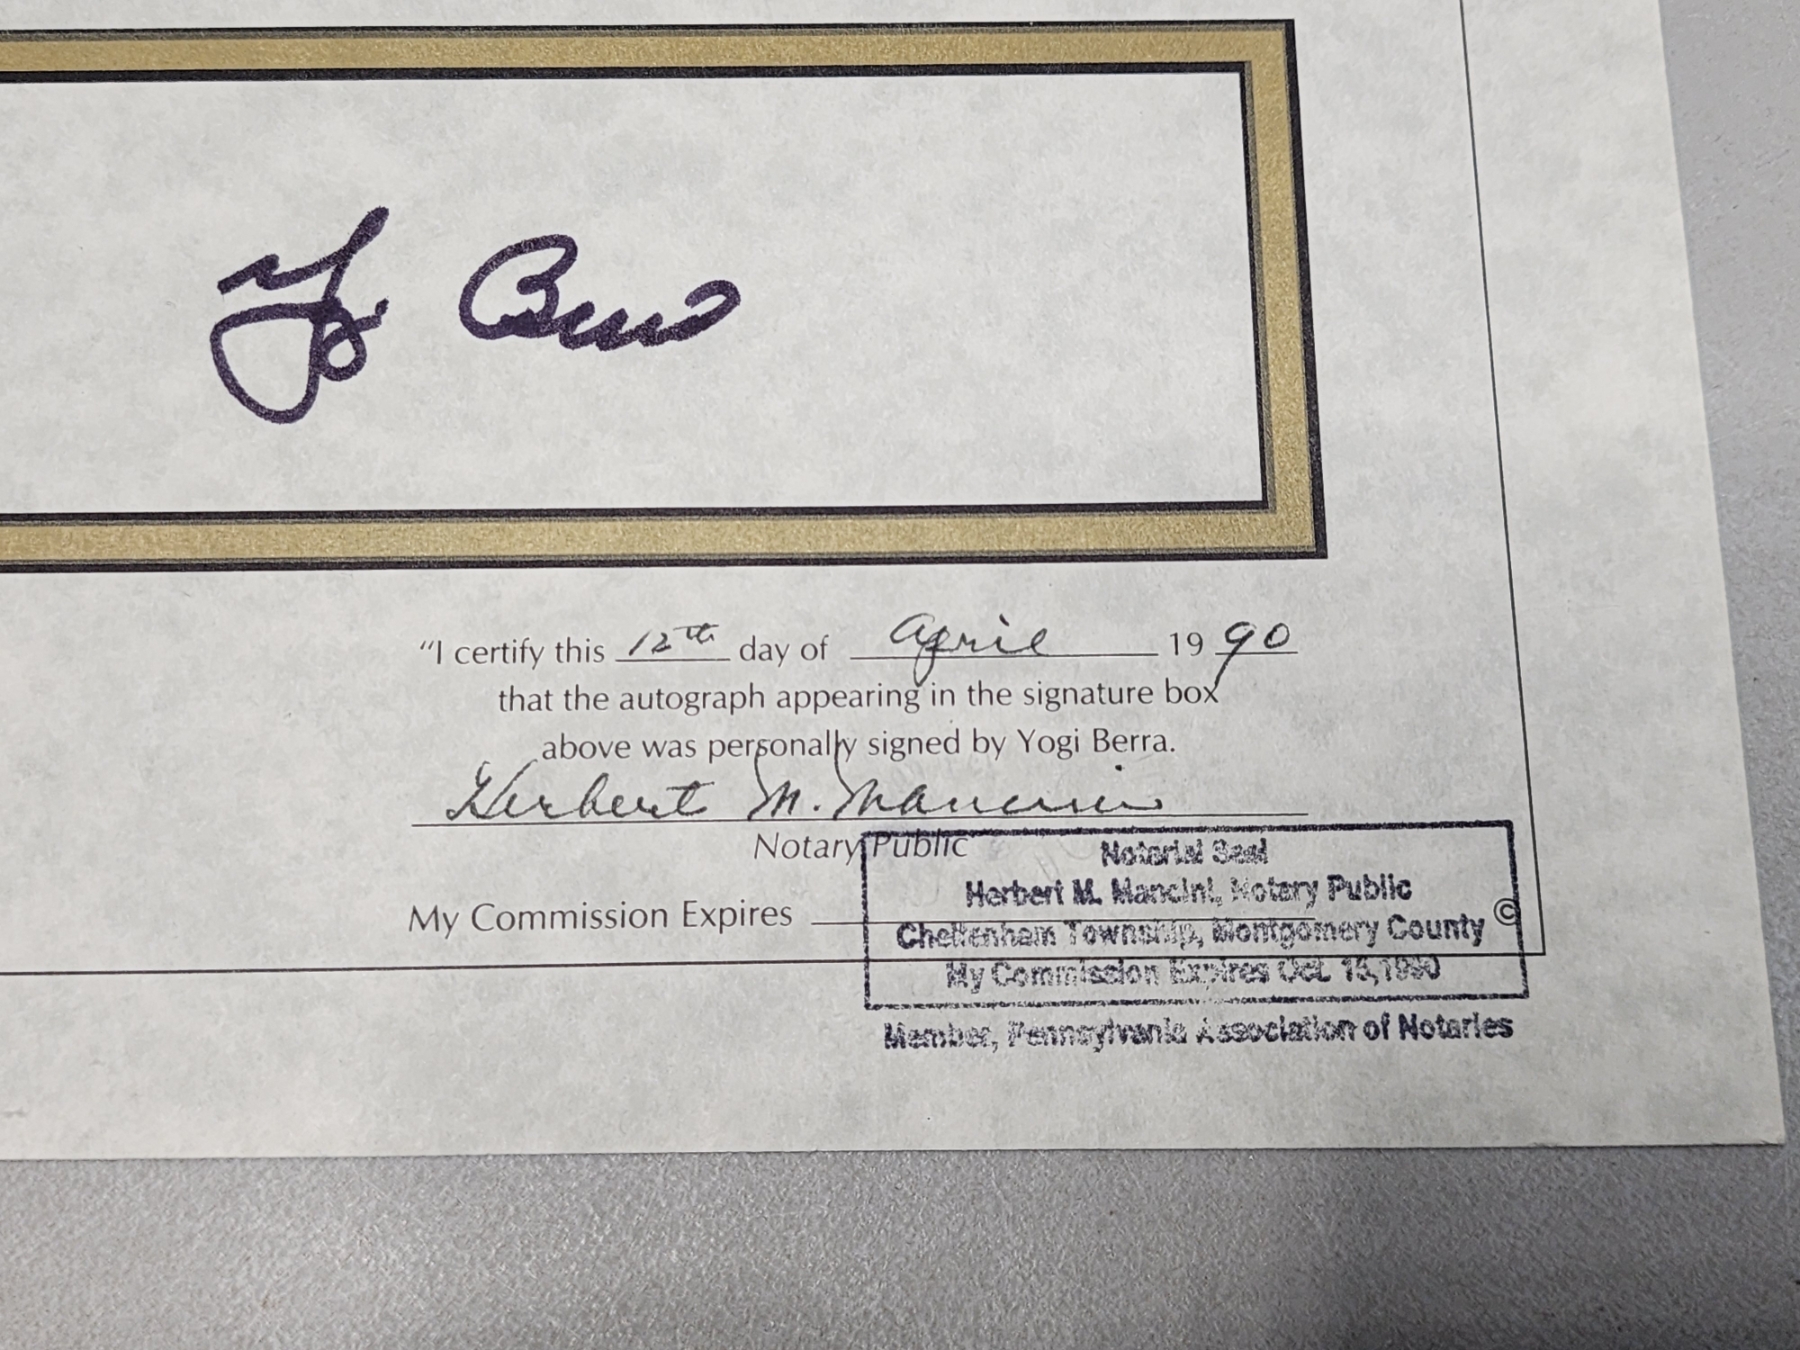 Yogi Berra
"I certify this 12th day of April 1990
that the autograph appearing in the signature box
above was personally signed by Yogi Berra.
Herbert M. Mancini
Notary Public
Notarial Seal
Herbert M. Mancini, Notary Public
My Commission Expires
©
Cheltenham Township, Montgomery County
My Commission Expires Oct. 15,1990
Member, Pennsylvania Association of Notaries